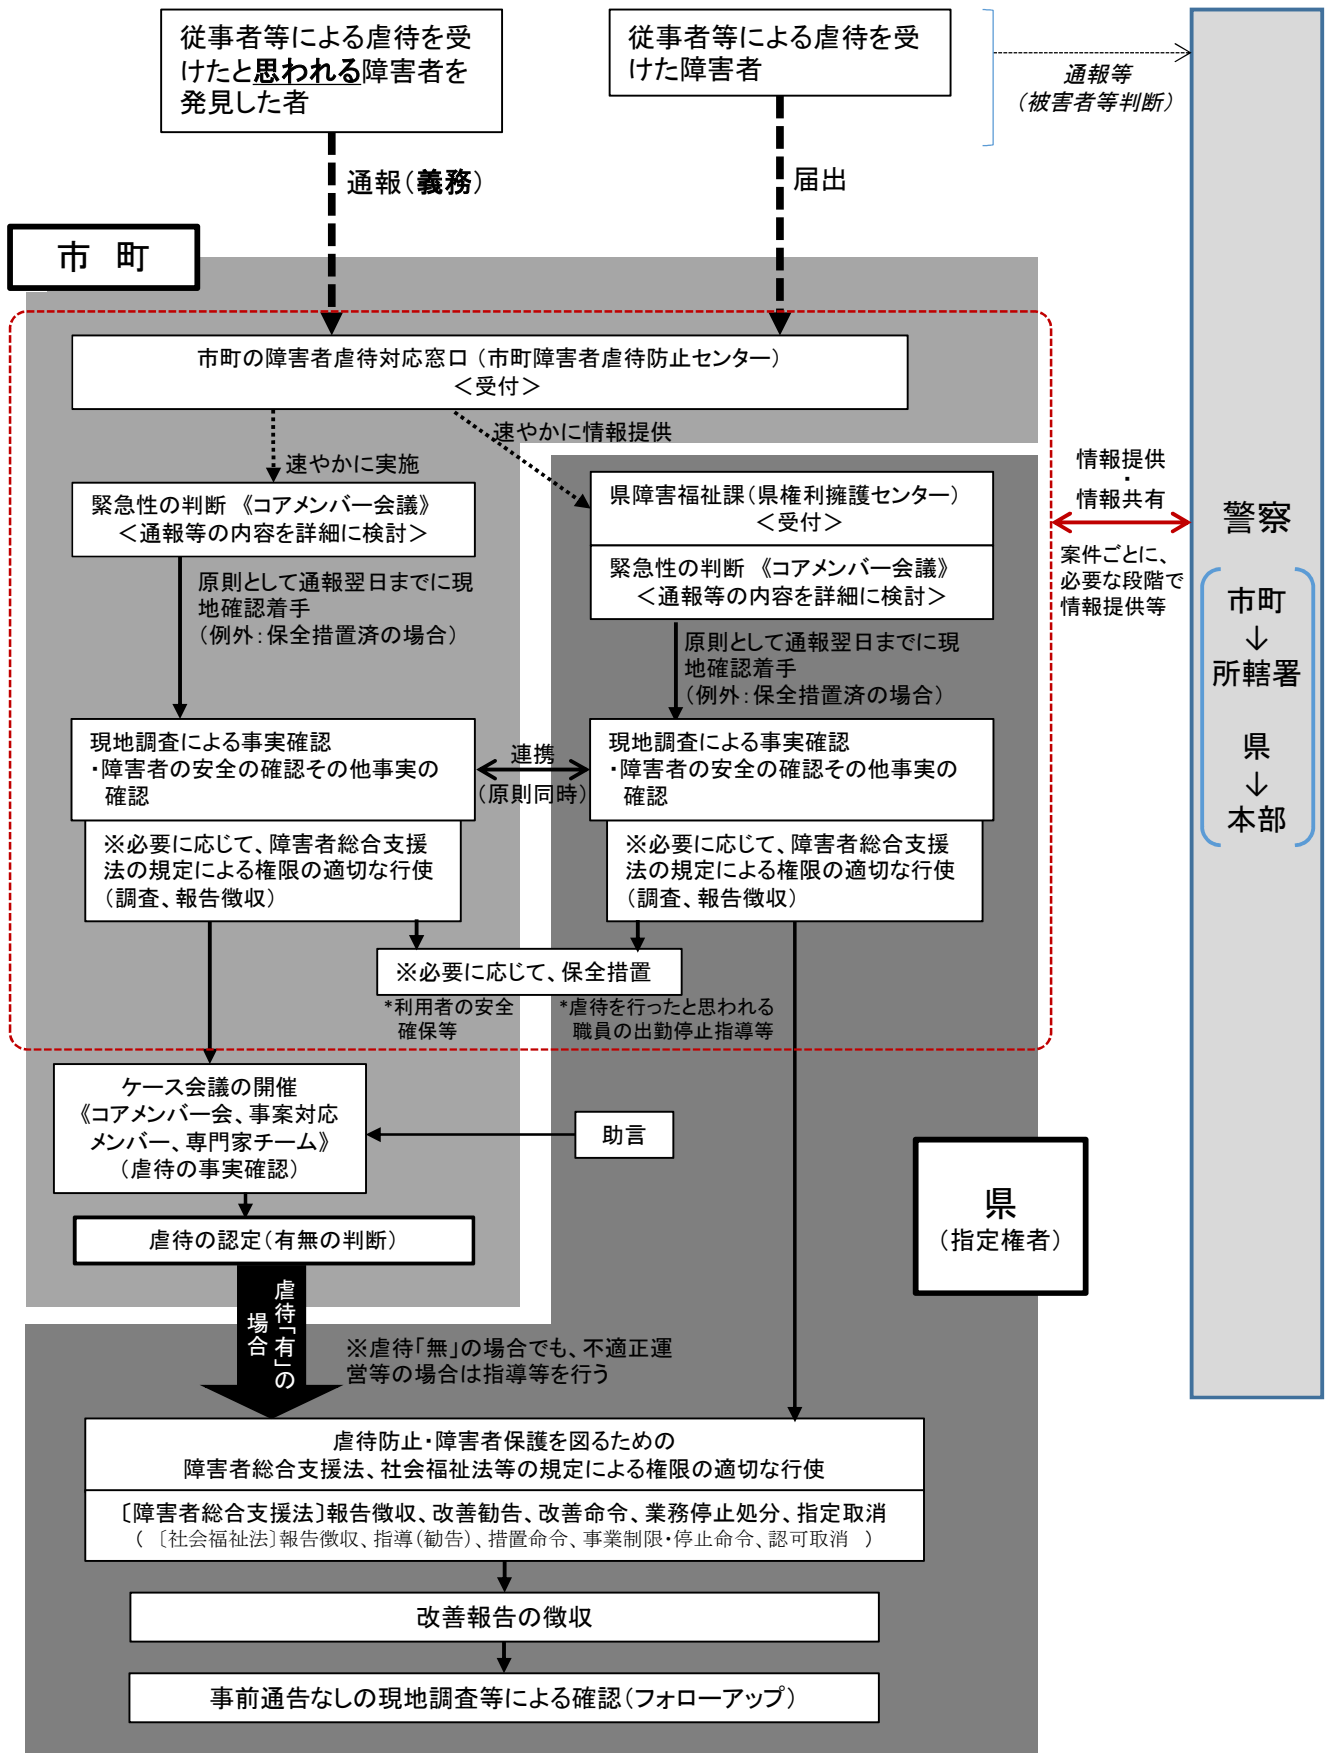 従事者等による虐待を受
けたと思われる障害者を
発見した者
従事者等による虐待を受
けた障害者
通報等
（被害者等判断）
通報（義務）
届出
市　町
市町の障害者虐待対応窓口（市町障害者虐待防止センター）
＜受付＞
速やかに情報提供
速やかに実施
緊急性の判断 《コアメンバー会議》
＜通報等の内容を詳細に検討＞
県障害福祉課（県権利擁護センター）
＜受付＞
緊急性の判断 《コアメンバー会議》
＜通報等の内容を詳細に検討＞
原則として通報翌日までに現
地確認着手
（例外：保全措置済の場合）
原則として通報翌日までに現
地確認着手
（例外：保全措置済の場合）
情報提供
・
情報共有
案件ごとに、
必要な段階で
情報提供等
警察
市町
↓
所轄署
県
↓
本部
現地調査による事実確認
・障害者の安全の確認その他事実の
確認
連携
（原則同時）
現地調査による事実確認
・障害者の安全の確認その他事実の
確認
※必要に応じて、障害者総合支援
法の規定による権限の適切な行使
（調査、報告徴収）
※必要に応じて、障害者総合支援
法の規定による権限の適切な行使
（調査、報告徴収）
※必要に応じて、保全措置
*利用者の安全
確保等
*虐待を行ったと思われる
職員の出勤停止指導等
ケース会議の開催
《コアメンバー会、事案対応
メンバー、専門家チーム》
（虐待の事実確認）
助言
県
（指定権者）
虐待の認定（有無の判断）
虐待「有」の
場合
※虐待「無」の場合でも、不適正運
営等の場合は指導等を行う
虐待防止・障害者保護を図るための
障害者総合支援法、社会福祉法等の規定による権限の適切な行使
〔障害者総合支援法〕報告徴収、改善勧告、改善命令、業務停止処分、指定取消
（ 〔社会福祉法〕報告徴収、指導（勧告）、措置命令、事業制限・停止命令、認可取消 ）
改善報告の徴収
事前通告なしの現地調査等による確認（フォローアップ）